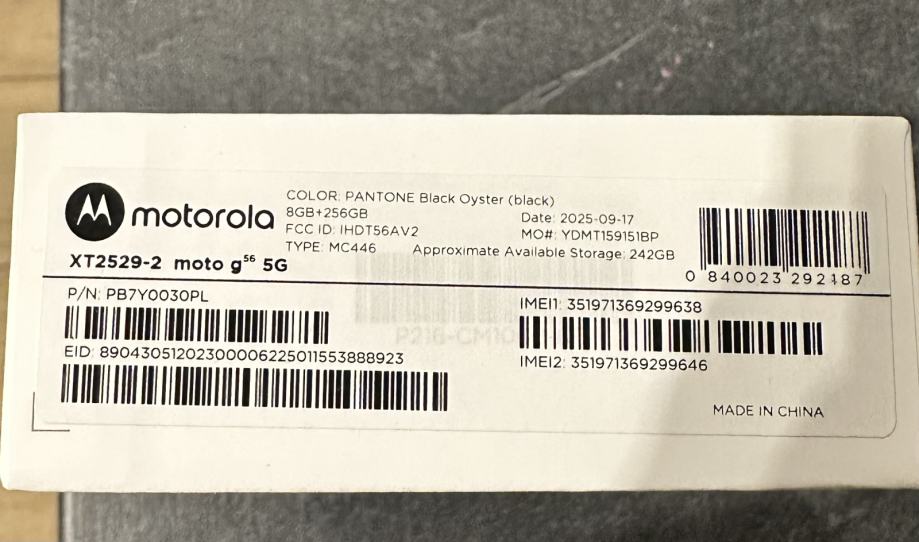 motorola
XT2529-2 moto g56 5G
COLOR: PANTONE Black Oyster (black)
8GB+256GB
FCC ID: IHDT56AV2
TYPE: MC446
Date: 2025-09-17
MO#: YDMT159151BP
Approximate Available Storage: 242GB
0 840023 292187
P/N: PB7Y0030PL
EID: 89043051202300006225011553888923
IMEI1: 351971369299638
IMEI2: 351971369299646
MADE IN CHINA